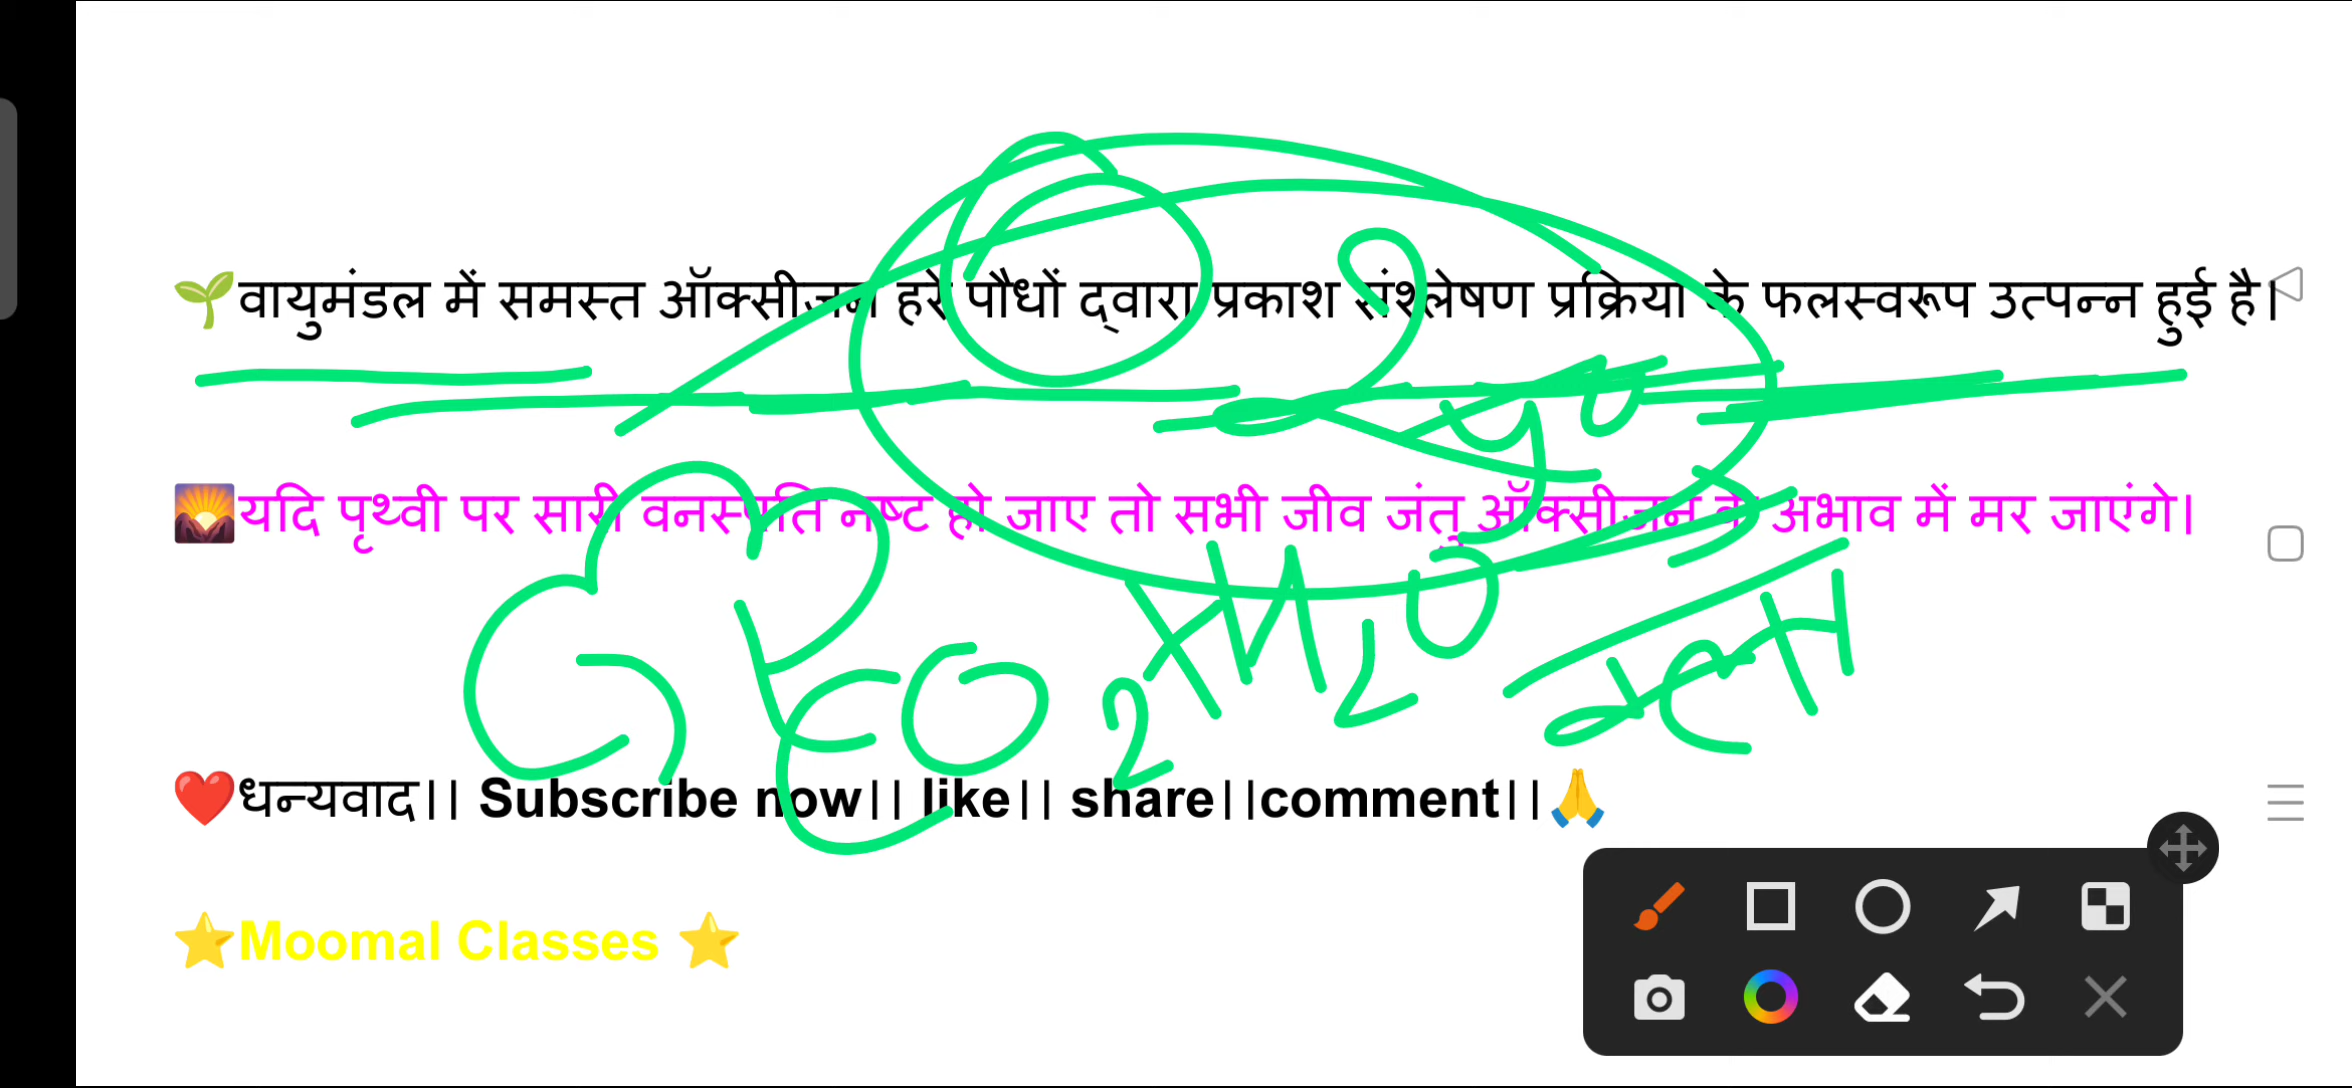 🌱वायुमंडल में समस्त ऑक्सीजन हरे पौधों द्वारा प्रकाश संश्लेषण प्रक्रिया के फलस्वरूप उत्पन्न हुई है।
🌄यदि पृथ्वी पर सारी वनस्पति नष्ट हो जाए तो सभी जीव जंतु ऑक्सीजन के अभाव में मर जाएंगे।
CO2+H2O
❤️धन्यवाद|| Subscribe now|| like|| share||comment||🙏
⭐Moomal Classes ⭐